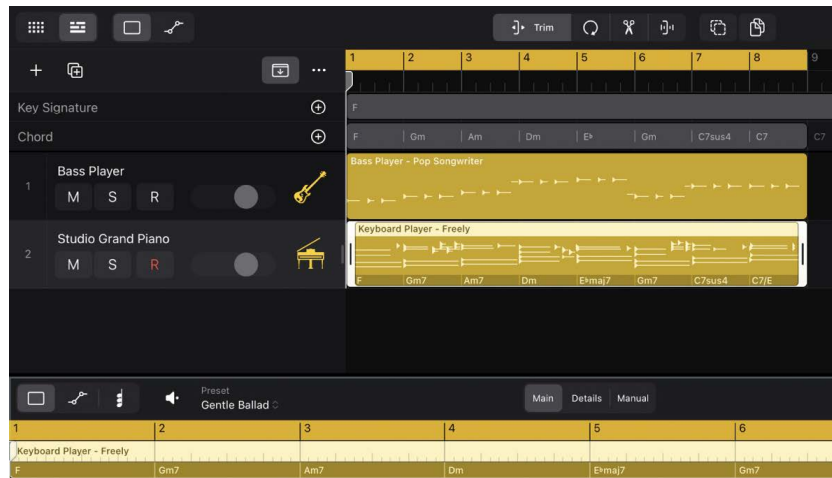 Trim
1 2 3 4 5 6 7 8 9
Key Signature F
Chord F Gm Am Dm E♭ Gm C7sus4 C7 C7
Bass Player - Pop Songwriter
1 Bass Player
M S R
Keyboard Player - Freely
2 Studio Grand Piano
M S R
F Gm7 Am7 Dm E♭maj7 Gm7 C7sus4 C7/E
Preset
Gentle Ballad
Main Details Manual
1 2 3 4 5 6
Keyboard Player - Freely
F Gm7 Am7 Dm E♭maj7 Gm7